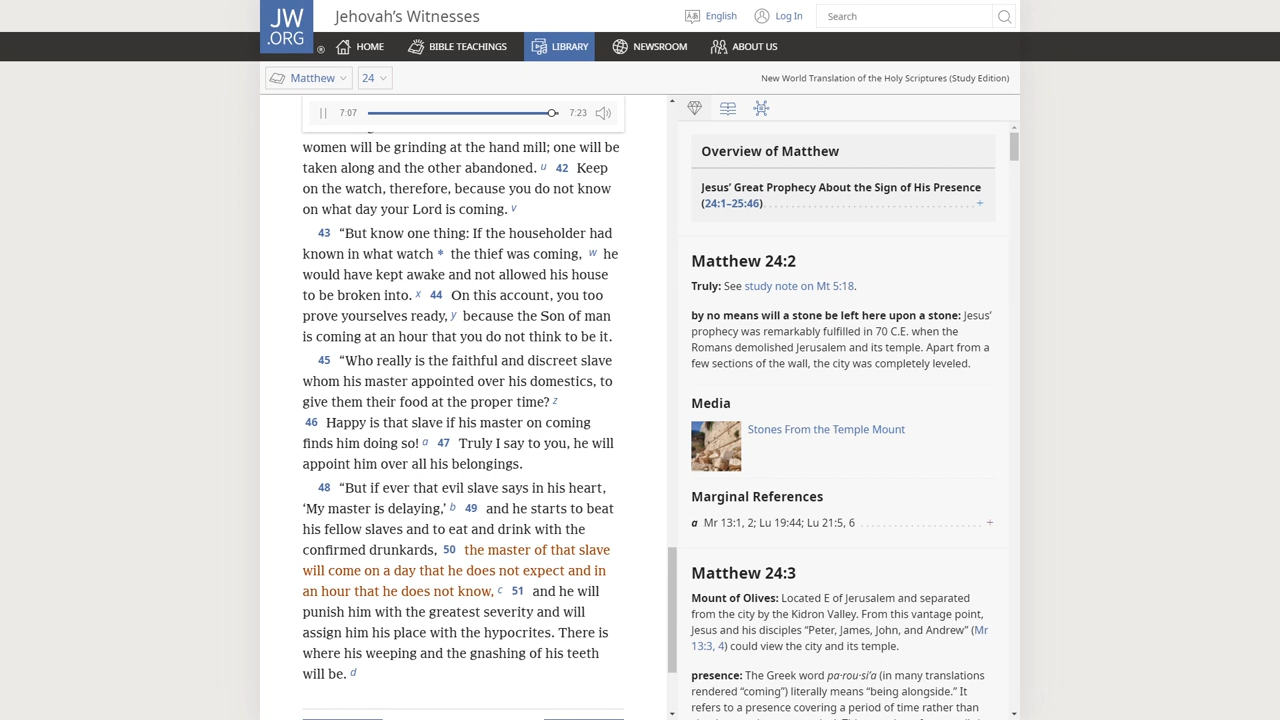 JW
.ORG
®
Jehovah’s Witnesses
English
Log In
Search
HOME
BIBLE TEACHINGS
LIBRARY
NEWSROOM
ABOUT US
Matthew
24
New World Translation of the Holy Scriptures (Study Edition)
7:07
7:23
women will be grinding at the hand mill; one will be
taken along and the other abandoned. u 42 Keep
on the watch, therefore, because you do not know
on what day your Lord is coming. v
43 “But know one thing: If the householder had
known in what watch * the thief was coming, w he
would have kept awake and not allowed his house
to be broken into. x 44 On this account, you too
prove yourselves ready, y because the Son of man
is coming at an hour that you do not think to be it.
45 “Who really is the faithful and discreet slave
whom his master appointed over his domestics, to
give them their food at the proper time? z
46 Happy is that slave if his master on coming
finds him doing so! a 47 Truly I say to you, he will
appoint him over all his belongings.
48 “But if ever that evil slave says in his heart,
‘My master is delaying,’ b 49 and he starts to beat
his fellow slaves and to eat and drink with the
confirmed drunkards, 50 the master of that slave
will come on a day that he does not expect and in
an hour that he does not know, c 51 and he will
punish him with the greatest severity and will
assign him his place with the hypocrites. There is
where his weeping and the gnashing of his teeth
will be. d
Overview of Matthew
Jesus’ Great Prophecy About the Sign of His Presence
(24:1–25:46) +
Matthew 24:2
Truly: See study note on Mt 5:18.
by no means will a stone be left here upon a stone: Jesus’
prophecy was remarkably fulfilled in 70 C.E. when the
Romans demolished Jerusalem and its temple. Apart from a
few sections of the wall, the city was completely leveled.
Media
Stones From the Temple Mount
Marginal References
a Mr 13:1, 2; Lu 19:44; Lu 21:5, 6 +
Matthew 24:3
Mount of Olives: Located E of Jerusalem and separated
from the city by the Kidron Valley. From this vantage point,
Jesus and his disciples “Peter, James, John, and Andrew” (Mr
13:3, 4) could view the city and its temple.
presence: The Greek word pa·rou·siʹa (in many translations
rendered “coming”) literally means “being alongside.” It
refers to a presence covering a period of time rather than